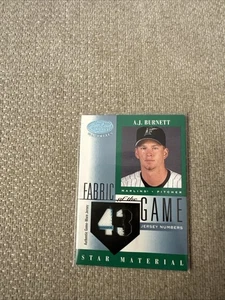 A.J. BURNETT
MARLINS • PITCHER
FABRIC
of the
GAME
43
JERSEY NUMBERS
STAR MATERIAL